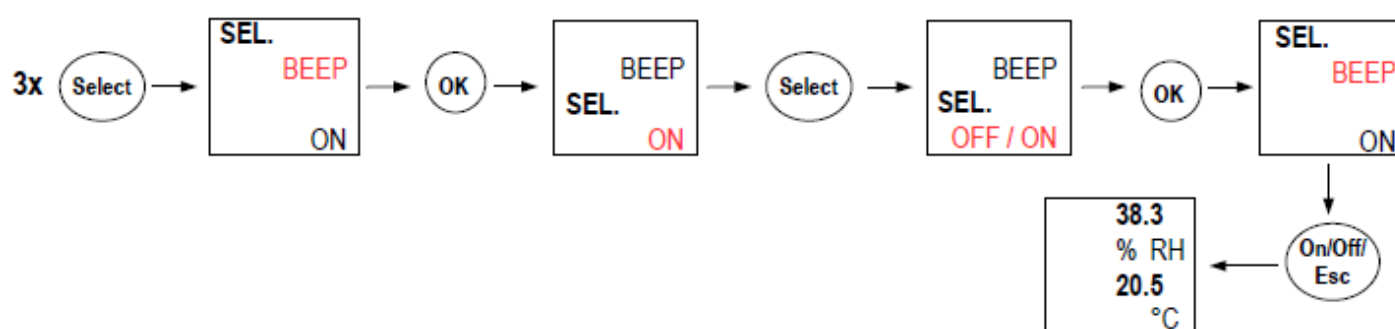 3x
Select
SEL.
BEEP
ON
OK
BEEP
SEL.
ON
Select
BEEP
SEL.
OFF / ON
OK
SEL.
BEEP
ON
On/Off/
Esc
38.3
% RH
20.5
°C